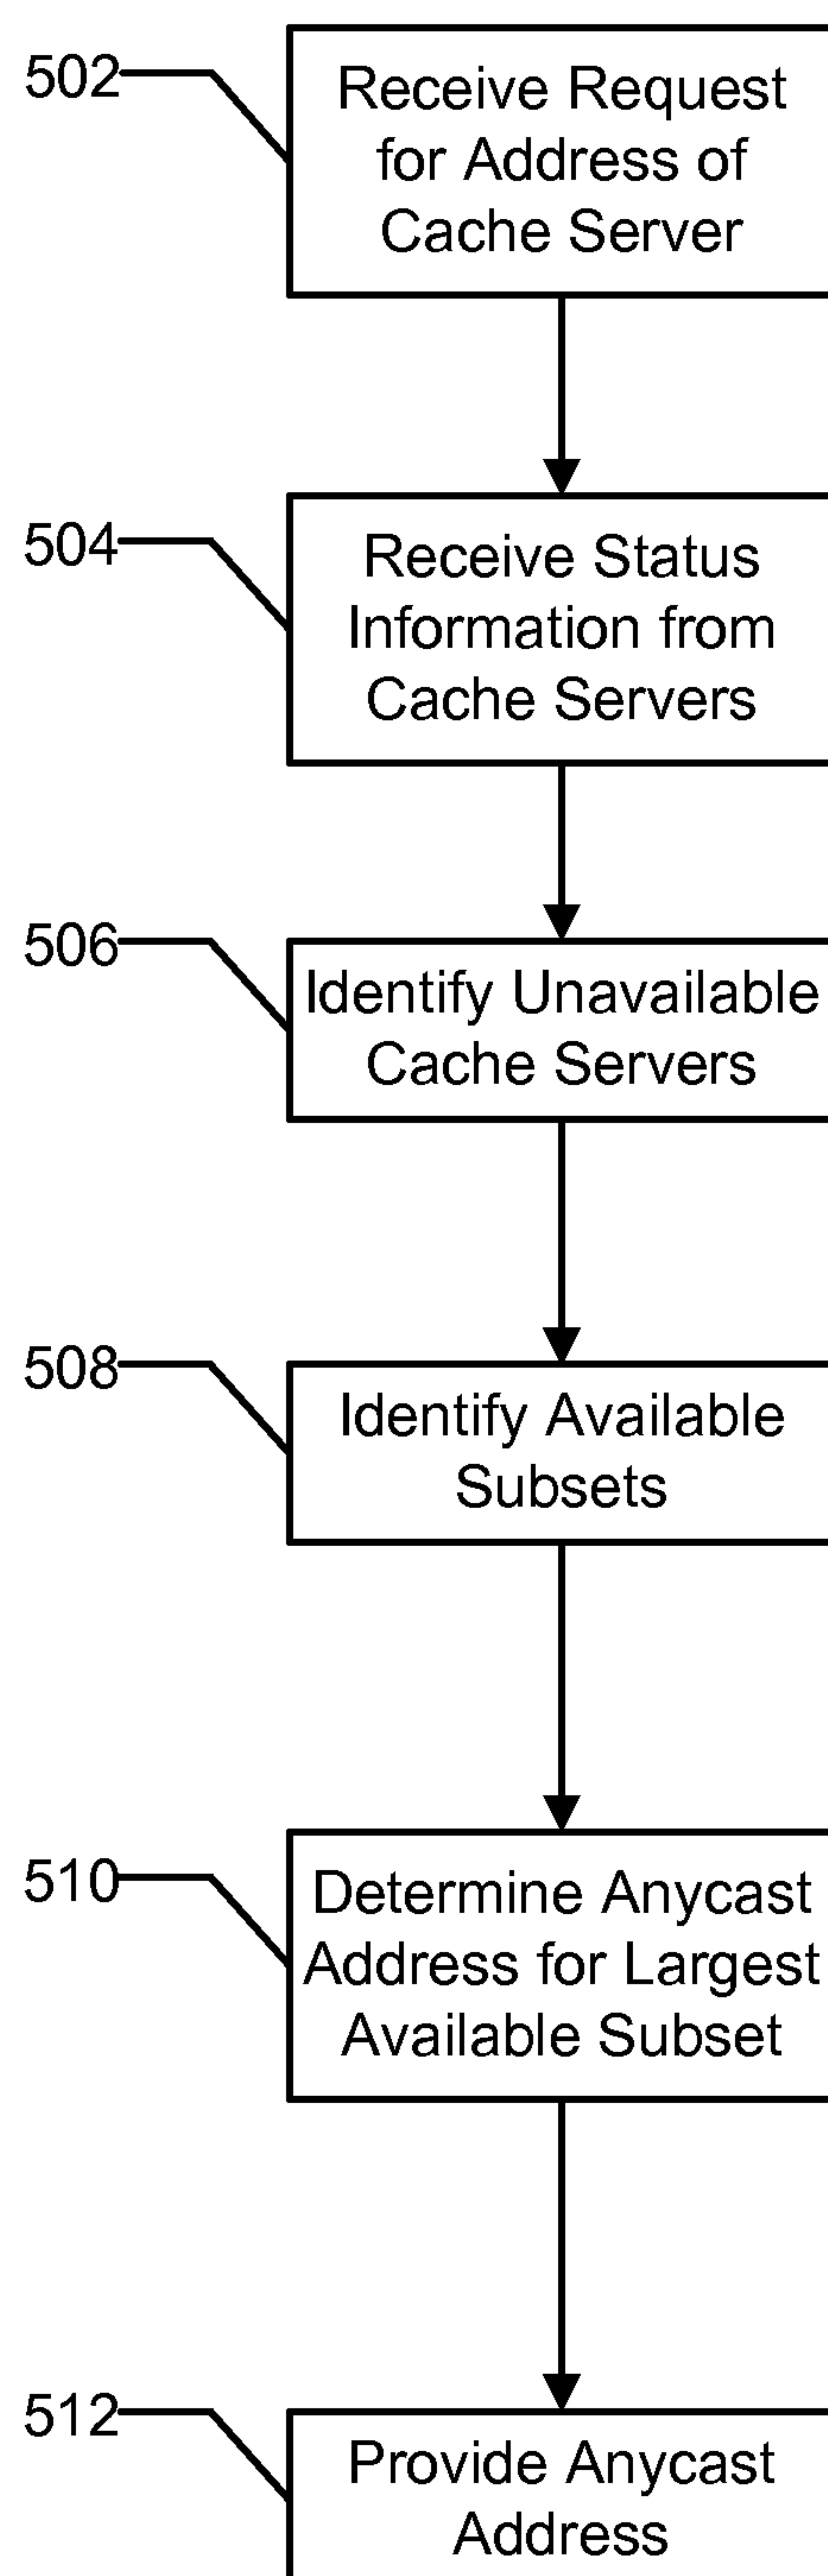 502
Receive Request
for Address of
Cache Server
504
Receive Status
Information from
Cache Servers
506
Identify Unavailable
Cache Servers
508
Identify Available
Subsets
510
Determine Anycast
Address for Largest
Available Subset
512
Provide Anycast
Address